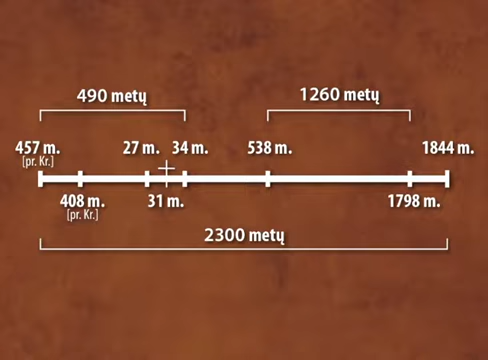 490 metų
1260 metų
457 m. 27 m. 34 m. 538 m. 1844 m.
[pr. Kr.]
408 m. 31 m. 1798 m.
[pr. Kr.]
2300 metų